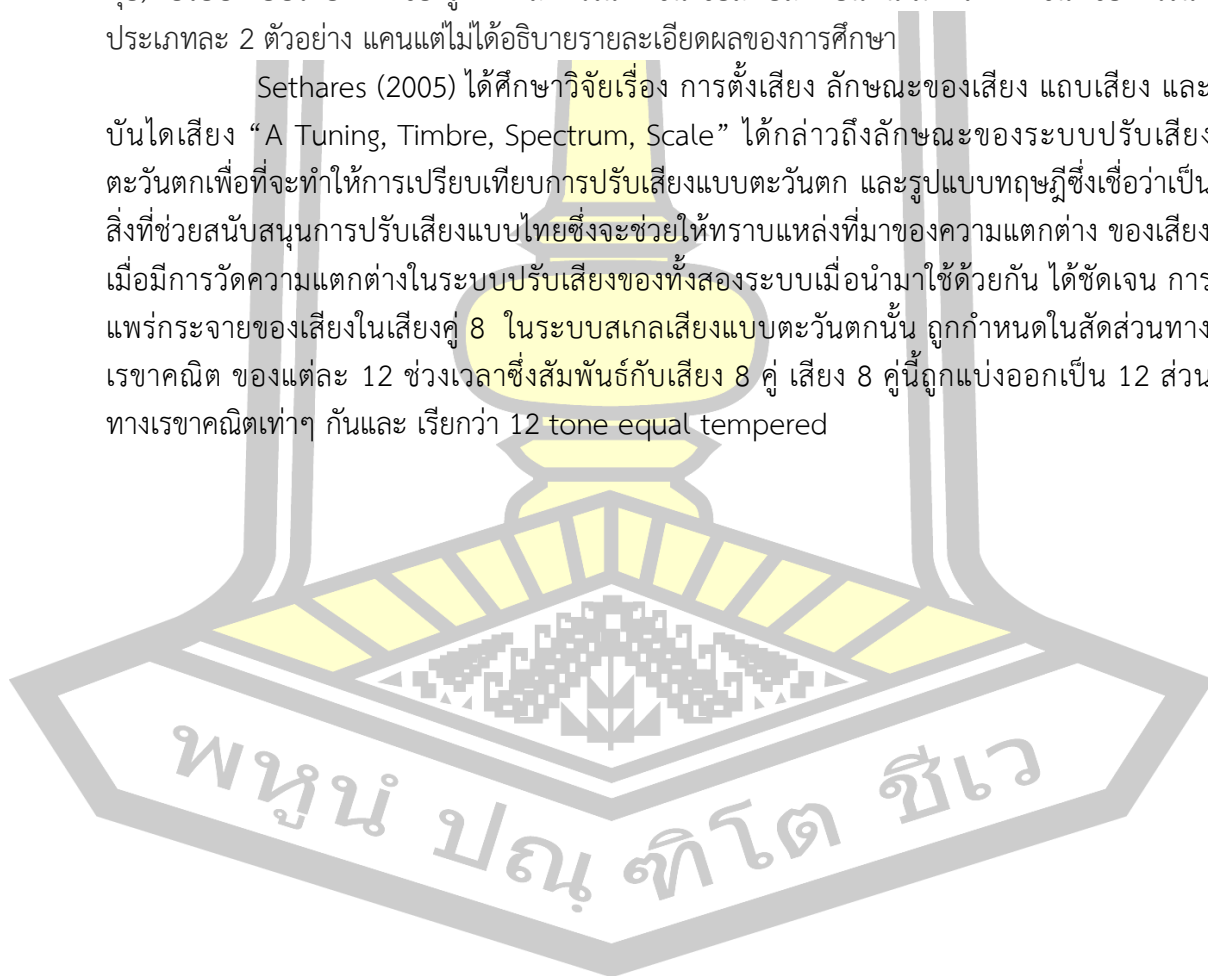 ประเภทละ 2 ตัวอย่าง แคนแต่ไม่ได้อธิบายรายละเอียดผลของการศึกษา
Sethares (2005) ได้ศึกษาวิจัยเรื่อง การตั้งเสียง ลักษณะของเสียง แถบเสียง และ
บันไดเสียง “A Tuning, Timbre, Spectrum, Scale” ได้กล่าวถึงลักษณะของระบบปรับเสียง
ตะวันตกเพื่อที่จะทำให้การเปรียบเทียบการปรับเสียงแบบตะวันตก และรูปแบบทฤษฎีซึ่งเชื่อว่าเป็น
สิ่งที่ช่วยสนับสนุนการปรับเสียงแบบไทยซึ่งจะช่วยให้ทราบแหล่งที่มาของความแตกต่าง ของเสียง
เมื่อมีการวัดความแตกต่างในระบบปรับเสียงของทั้งสองระบบเมื่อนำมาใช้ด้วยกัน ได้ชัดเจน การ
แพร่กระจายของเสียงในเสียงคู่ 8 ในระบบสเกลเสียงแบบตะวันตกนั้น ถูกกำหนดในสัดส่วนทาง
เรขาคณิต ของแต่ละ 12 ช่วงเวลาซึ่งสัมพันธ์กับเสียง 8 คู่ เสียง 8 คู่นี้ถูกแบ่งออกเป็น 12 ส่วน
ทางเรขาคณิตเท่าๆ กันและ เรียกว่า 12 tone equal tempered
พหูนํ ปณฺฑิโต ชีเว